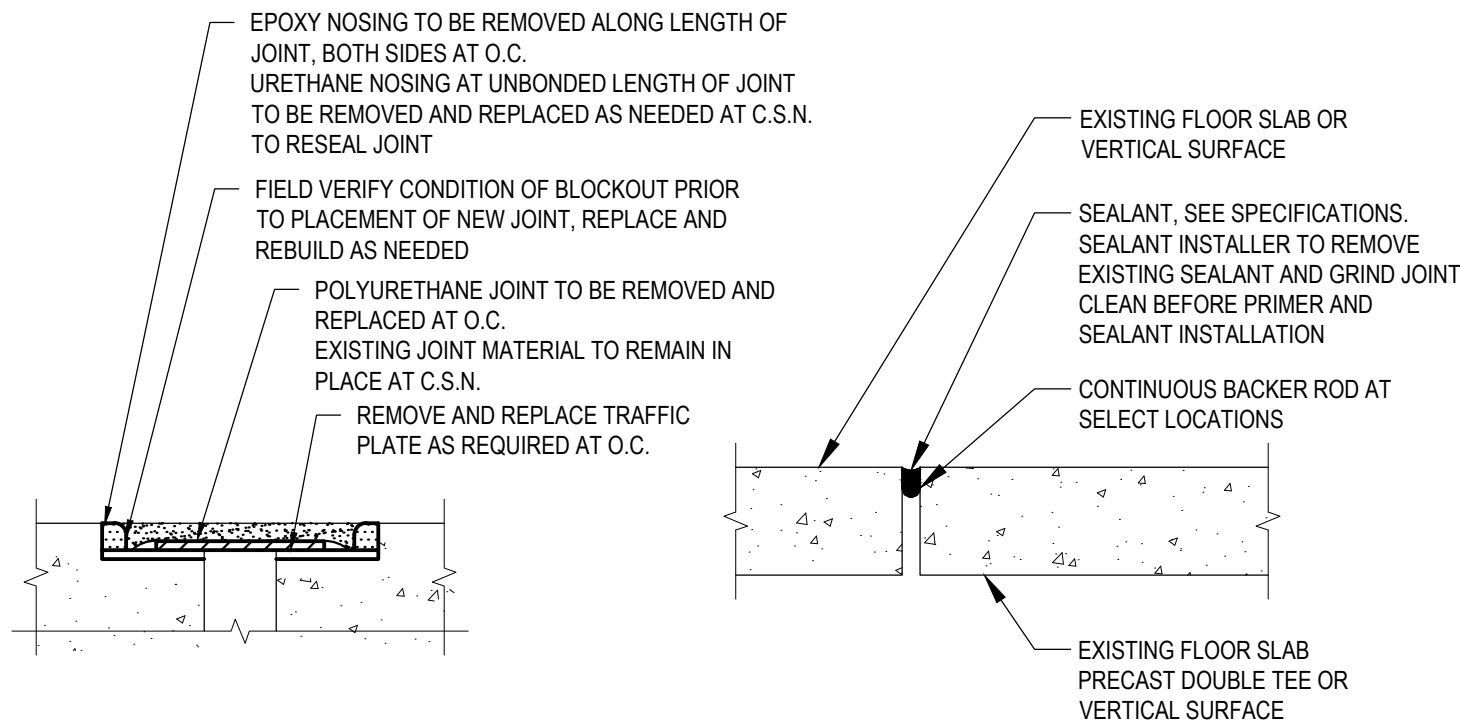 EPOXY NOSING TO BE REMOVED ALONG LENGTH OF
JOINT, BOTH SIDES AT O.C.
URETHANE NOSING AT UNBONDED LENGTH OF JOINT
TO BE REMOVED AND REPLACED AS NEEDED AT C.S.N.
TO RESEAL JOINT
FIELD VERIFY CONDITION OF BLOCKOUT PRIOR
TO PLACEMENT OF NEW JOINT, REPLACE AND
REBUILD AS NEEDED
POLYURETHANE JOINT TO BE REMOVED AND
REPLACED AT O.C.
EXISTING JOINT MATERIAL TO REMAIN IN
PLACE AT C.S.N.
REMOVE AND REPLACE TRAFFIC
PLATE AS REQUIRED AT O.C.
EXISTING FLOOR SLAB OR
VERTICAL SURFACE
SEALANT, SEE SPECIFICATIONS.
SEALANT INSTALLER TO REMOVE
EXISTING SEALANT AND GRIND JOINT
CLEAN BEFORE PRIMER AND
SEALANT INSTALLATION
CONTINUOUS BACKER ROD AT
SELECT LOCATIONS
EXISTING FLOOR SLAB
PRECAST DOUBLE TEE OR
VERTICAL SURFACE